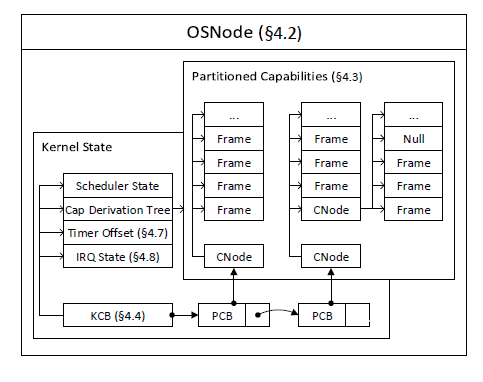 OSNode (§4.2)
Partitioned Capabilities (§4.3)
...
Frame
Frame
Frame
Frame
CNode
...
Frame
Frame
Frame
CNode
CNode
...
Null
Frame
Frame
Frame
Kernel State
Scheduler State
Cap Derivation Tree
Timer Offset (§4.7)
IRQ State (§4.8)
KCB (§4.4)
PCB
PCB